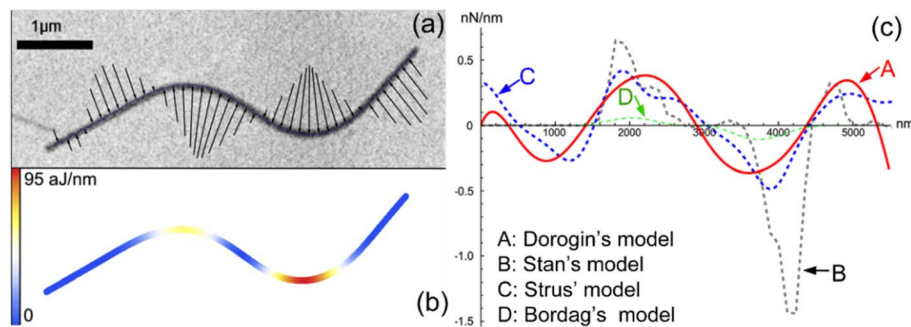 1µm
(a)
95 aJ/nm
0
(b)
nN/nm
(c)
0.5
-0.5
-1.0
-1.5
1000
2000
3000
4000
5000
nm
A
B
C
D
A: Dorogin's model
B: Stan's model
C: Strus' model
D: Bordag's model